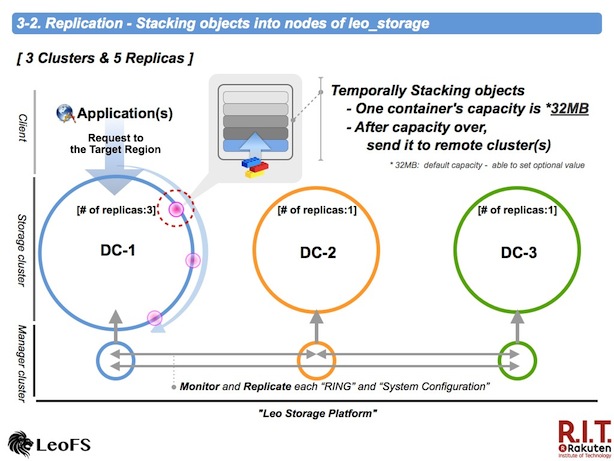 3-2. Replication - Stacking objects into nodes of leo_storage
[ 3 Clusters & 5 Replicas ]
Client
Application(s)
Request to
the Target Region
Temporally Stacking objects
- One container's capacity is *32MB
- After capacity over,
send it to remote cluster(s)
* 32MB: default capacity - able to set optional value
Storage cluster
[# of replicas:3]
DC-1
[# of replicas:1]
DC-2
[# of replicas:1]
DC-3
Manager cluster
Monitor and Replicate each “RING” and “System Configuration”
"Leo Storage Platform"
LeoFS
R.I.T.
R Rakuten
Institute of Technology